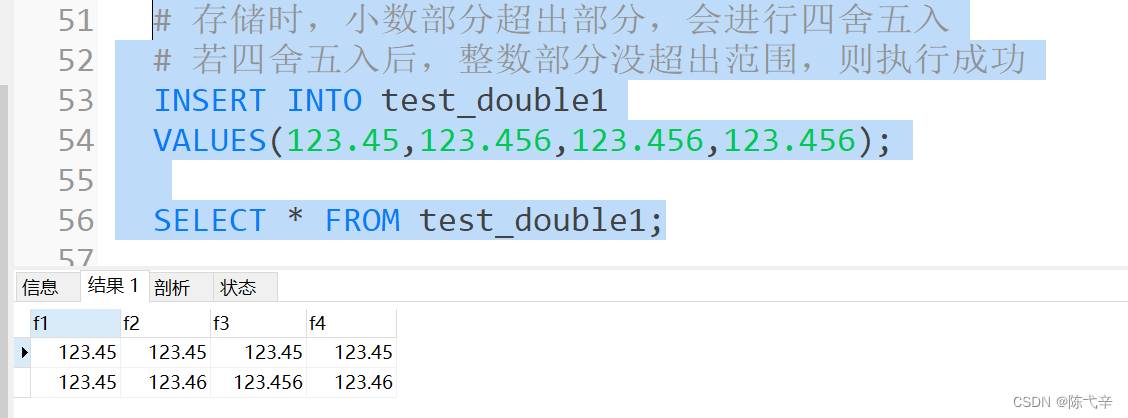 51 # 存储时，小数部分超出部分，会进行四舍五入
52 # 若四舍五入后，整数部分没超出范围，则执行成功
53 INSERT INTO test_double1
54 VALUES(123.45,123.456,123.456,123.456);
55
56 SELECT * FROM test_double1;
57
信息 结果 1 剖析 状态
f1 f2 f3 f4
123.45 123.45 123.45 123.45
123.45 123.46 123.456 123.46
CSDN @陈弋辛